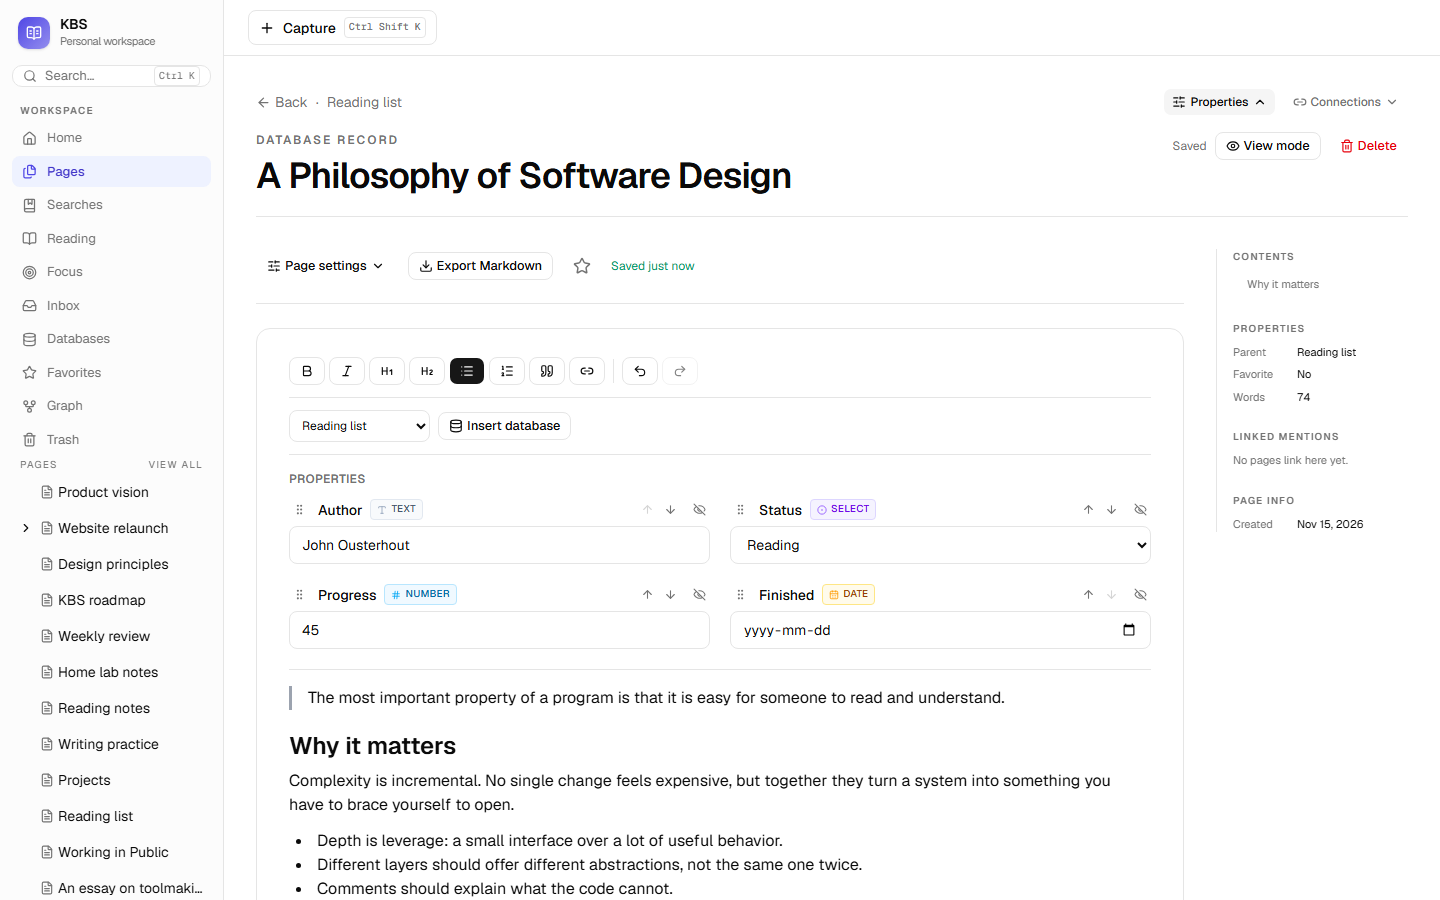 KBS
Personal workspace
Search...
Ctrl K
WORKSPACE
Home
Pages
Searches
Reading
Focus
Inbox
Databases
Favorites
Graph
Trash
PAGES
VIEW ALL
Product vision
Website relaunch
Design principles
KBS roadmap
Weekly review
Home lab notes
Reading notes
Writing practice
Projects
Reading list
Working in Public
An essay on toolmaki...
Capture
Ctrl Shift K
Back · Reading list
Properties
Connections
DATABASE RECORD
Saved
View mode
Delete
A Philosophy of Software Design
Page settings
Export Markdown
Saved just now
B
I
H1
H2
Reading list
Insert database
PROPERTIES
Author
TEXT
John Ousterhout
Status
SELECT
Reading
Progress
# NUMBER
45
Finished
DATE
yyyy-mm-dd
The most important property of a program is that it is easy for someone to read and understand.
Why it matters
Complexity is incremental. No single change feels expensive, but together they turn a system into something you
have to brace yourself to open.
• Depth is leverage: a small interface over a lot of useful behavior.
• Different layers should offer different abstractions, not the same one twice.
• Comments should explain what the code cannot.
CONTENTS
Why it matters
PROPERTIES
Parent Reading list
Favorite No
Words 74
LINKED MENTIONS
No pages link here yet.
PAGE INFO
Created Nov 15, 2026